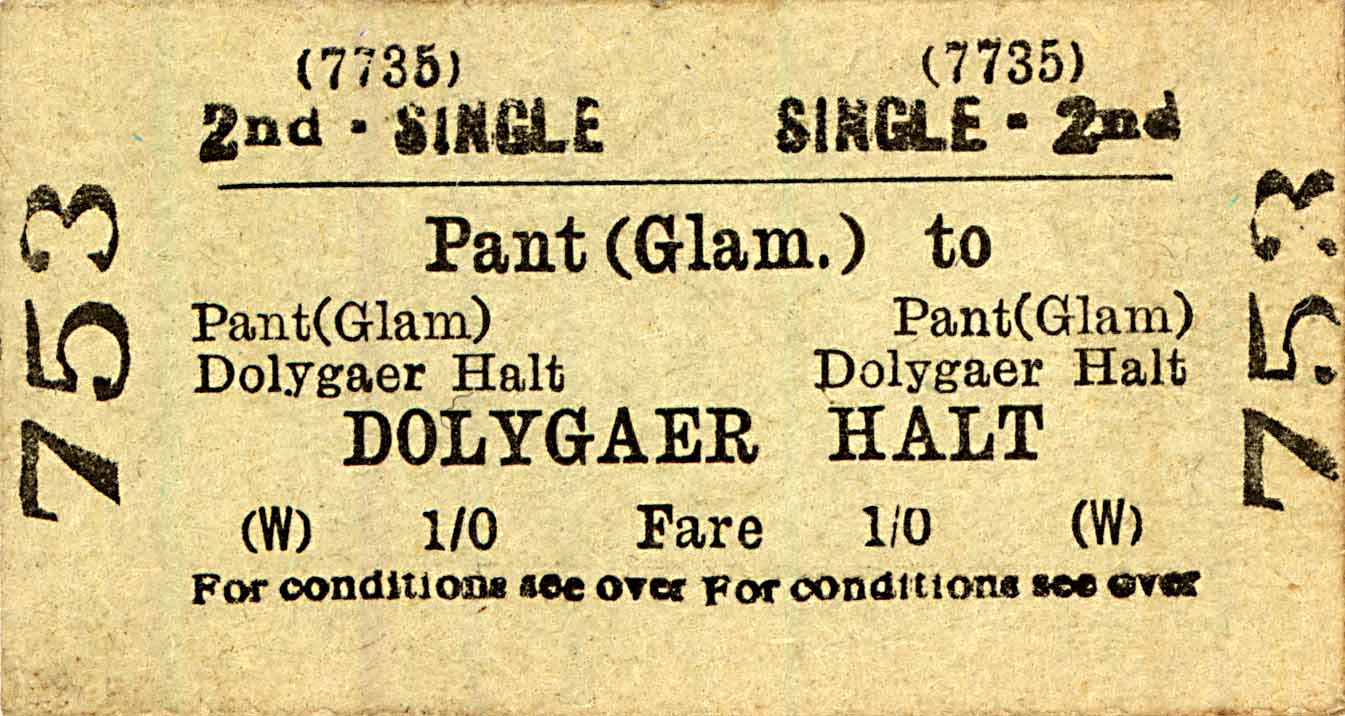 (7735) (7735)
2nd · SINGLE SINGLE · 2nd
Pant (Glam.) to
Pant(Glam) Pant(Glam)
Dolygaer Halt Dolygaer Halt
DOLYGAER HALT
(W) 1/0 Fare 1/0 (W)
For conditions see over For conditions see over
753
753